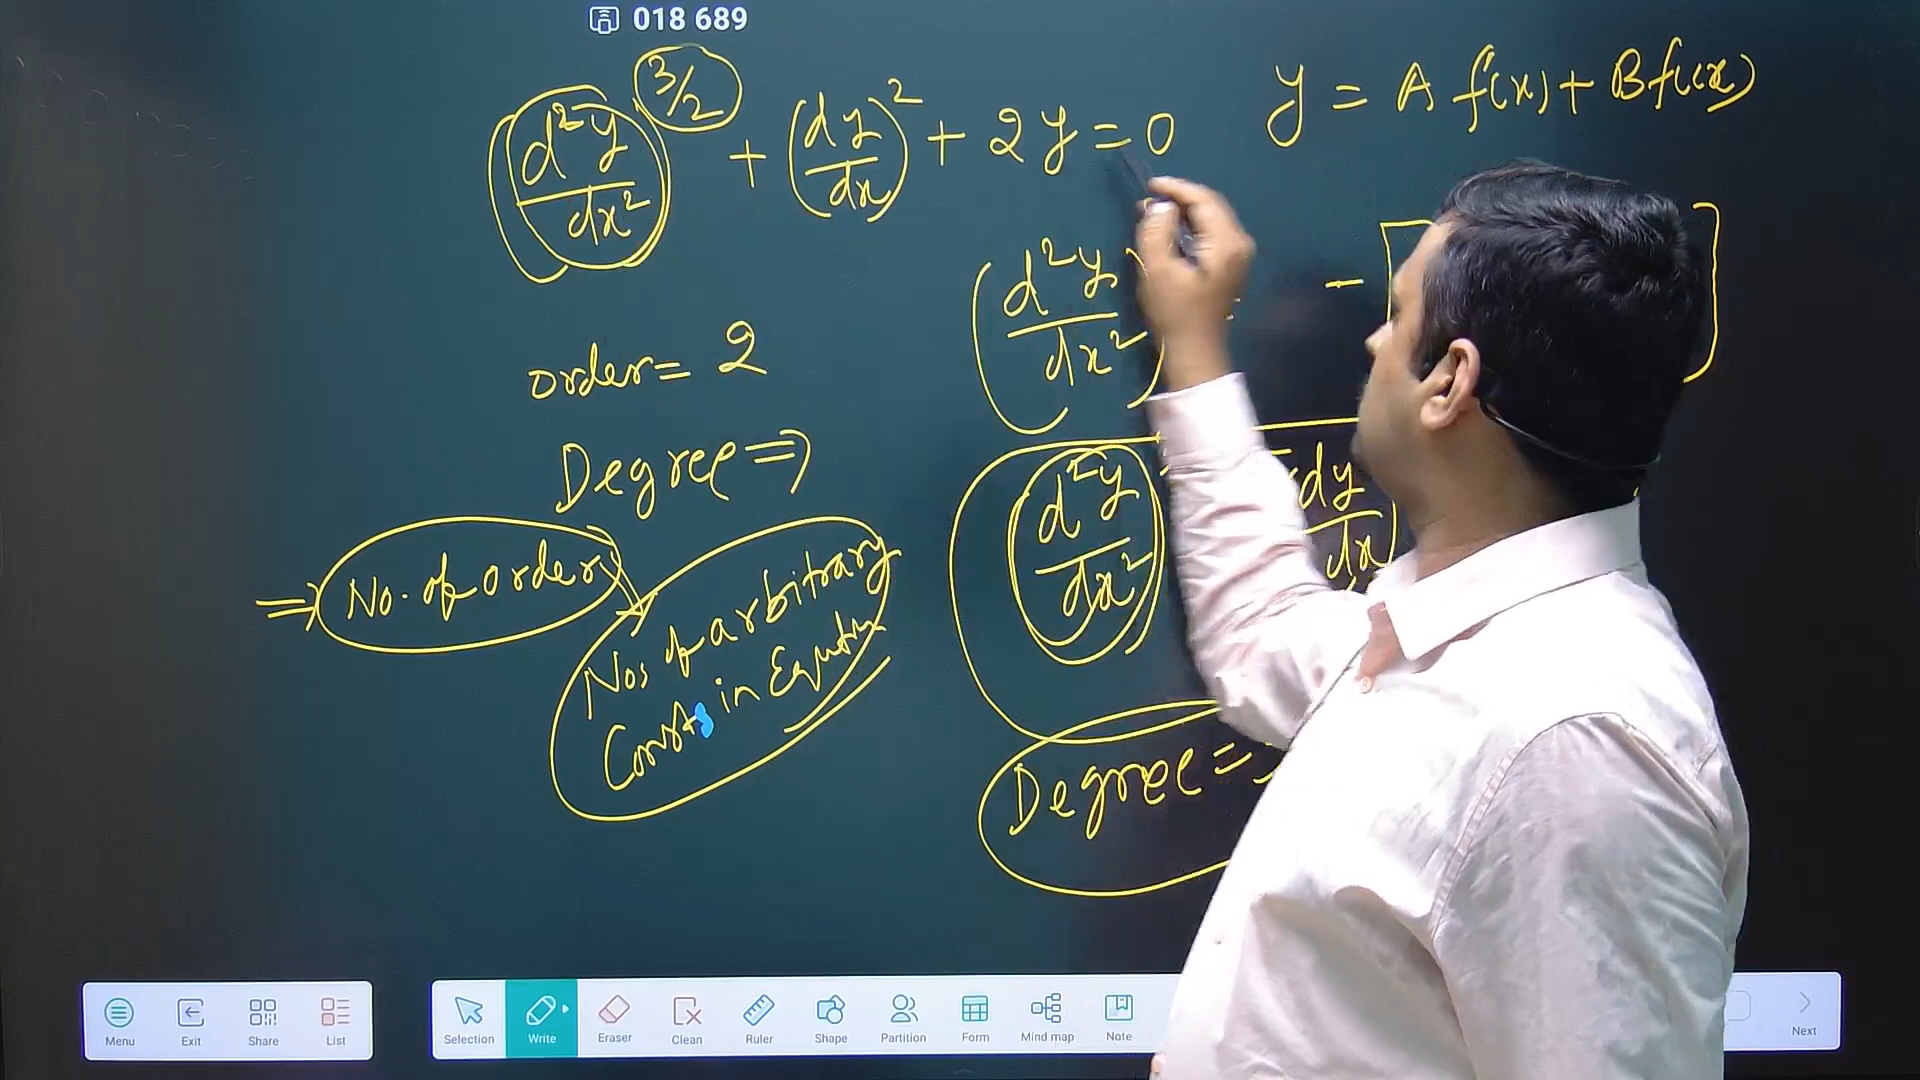 018 689
(d²y/dx²)^3/2 + (dy/dx)² + 2y = 0
y = A f(x) + B f(x)
(d²y/dx²) - [ ]
order = 2
Degree ⇒
(d²y/dx²) dy/dx
⇒ No. of order
Nos of arbitrary
Consts in Equation
Degree =
Menu Exit Share List Selection Write Eraser Clean Ruler Shape Partition Form Mind map Note Next